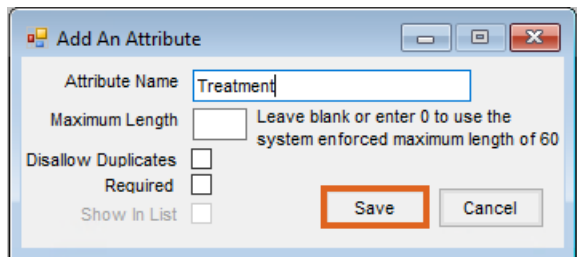 Add An Attribute
Attribute Name Treatment
Maximum Length Leave blank or enter 0 to use the
system enforced maximum length of 60
Disallow Duplicates
Required
Show In List
Save Cancel